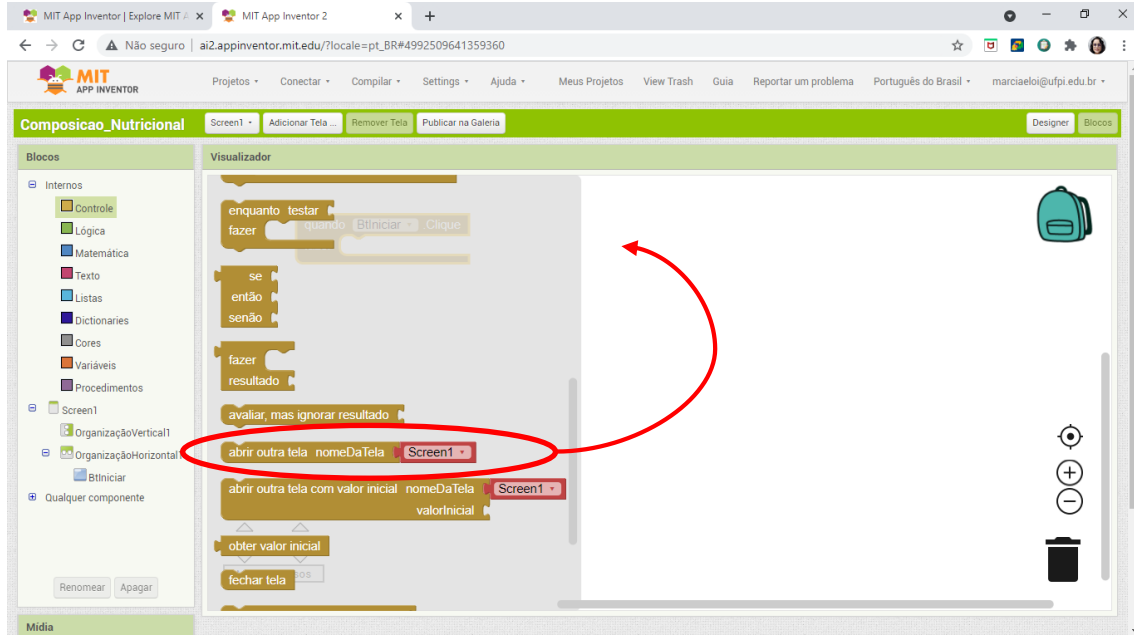 MIT App Inventor | Explore MIT A
MIT App Inventor 2
Não seguro
ai2.appinventor.mit.edu/?locale=pt_BR#4992509641359360
MIT
APP INVENTOR
Projetos
Conectar
Compilar
Settings
Ajuda
Meus Projetos
View Trash
Guia
Reportar um problema
Português do Brasil
marciaeloi@ufpi.edu.br
Composicao_Nutricional
Screen1
Adicionar Tela ...
Remover Tela
Publicar na Galeria
Designer
Blocos
Blocos
Visualizador
Internos
Controle
Lógica
Matemática
Texto
Listas
Dictionaries
Cores
Variáveis
Procedimentos
Screen1
OrganizaçãoVertical1
OrganizaçãoHorizontal1
BtIniciar
Qualquer componente
Renomear
Apagar
Mídia
enquanto testar
fazer
quando BtIniciar Clique
se
então
senão
fazer
resultado
avaliar, mas ignorar resultado
abrir outra tela nomeDaTela Screen1
abrir outra tela com valor inicial nomeDaTela Screen1
valorInicial
obter valor inicial
fechar tela